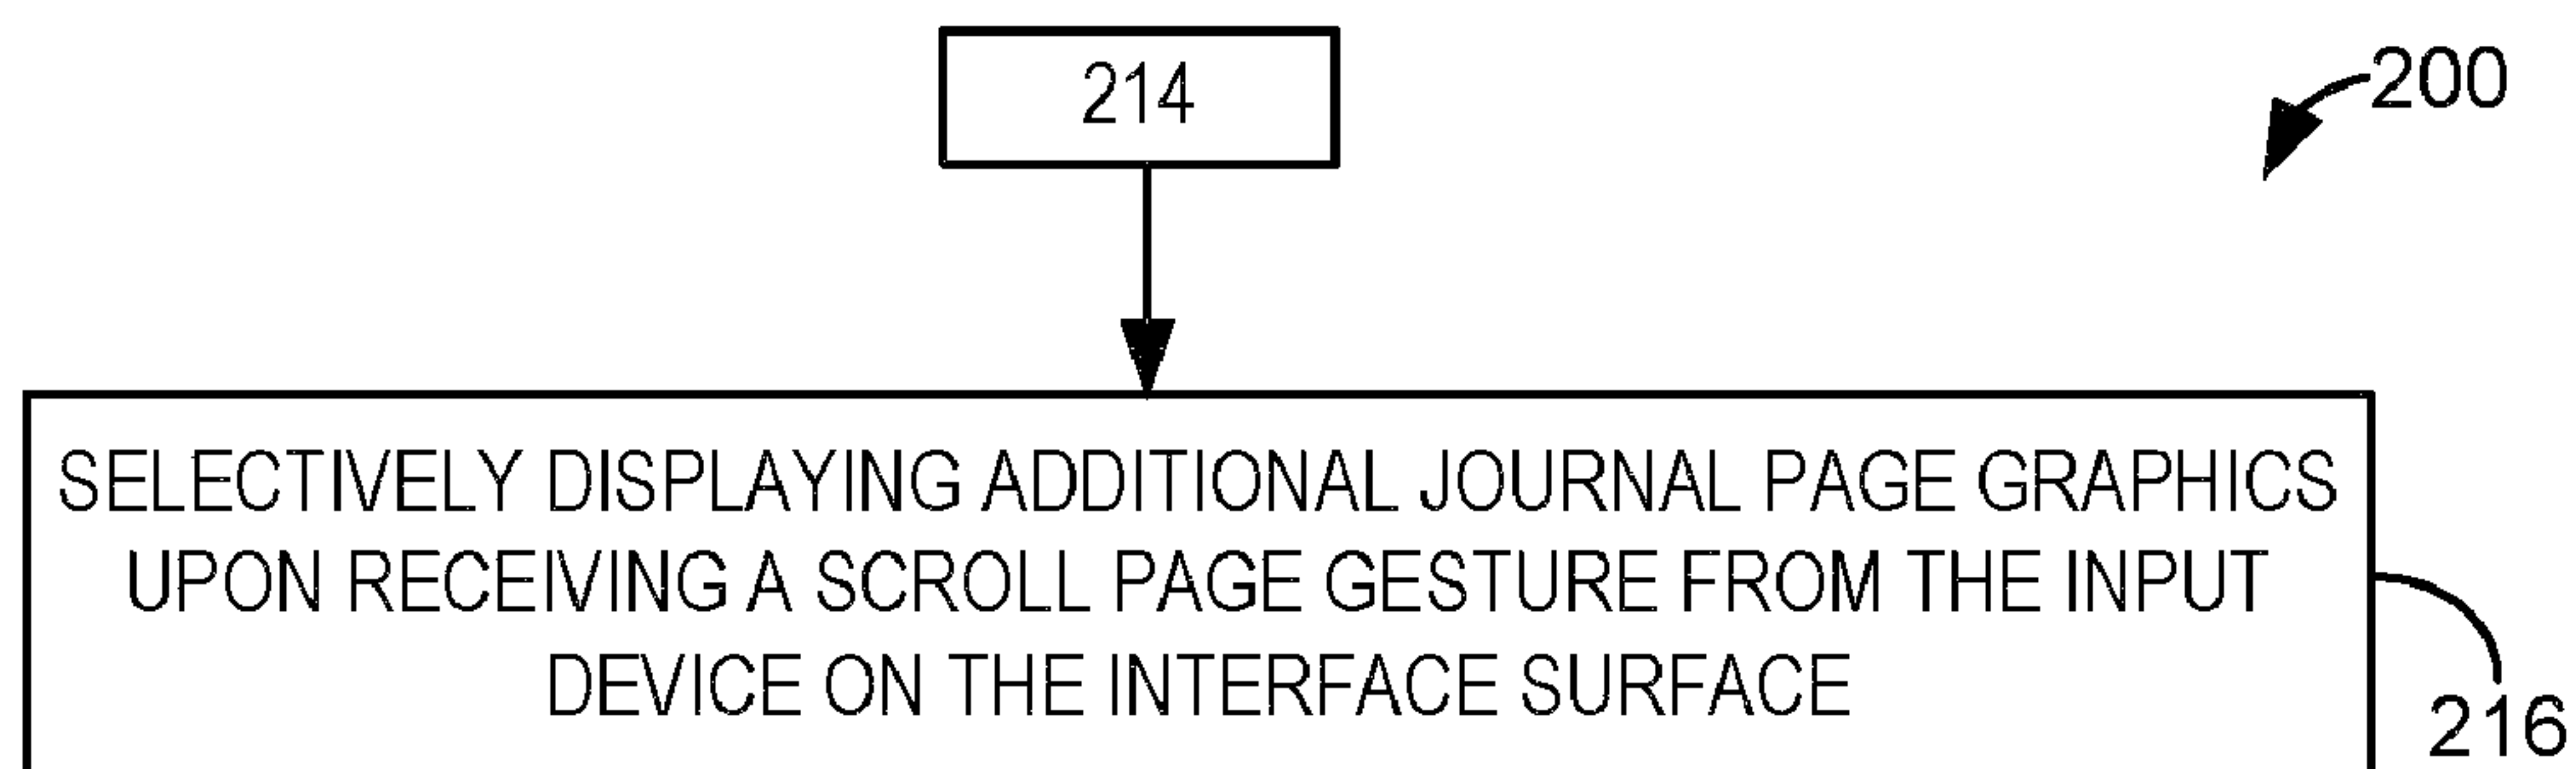 214
200
SELECTIVELY DISPLAYING ADDITIONAL JOURNAL PAGE GRAPHICS
UPON RECEIVING A SCROLL PAGE GESTURE FROM THE INPUT
DEVICE ON THE INTERFACE SURFACE
216